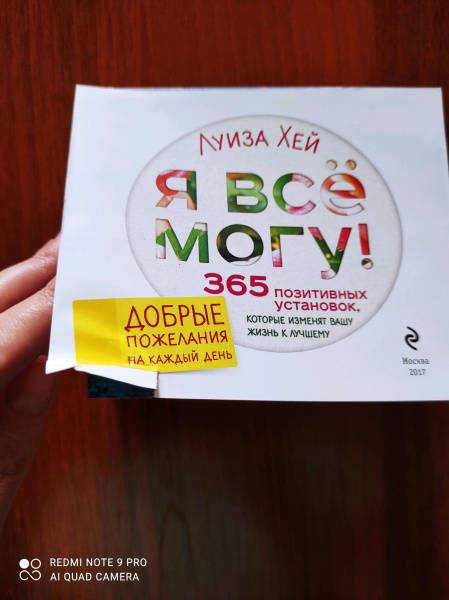 Луиза Хей
Я ВСЁ
МОГУ!
365 ПОЗИТИВНЫХ
УСТАНОВОК,
КОТОРЫЕ ИЗМЕНЯТ ВАШУ
ЖИЗНЬ К ЛУЧШЕМУ
ДОБРЫЕ
ПОЖЕЛАНИЯ
НА КАЖДЫЙ ДЕНЬ
Москва
2017
REDMI NOTE 9 PRO
AI QUAD CAMERA